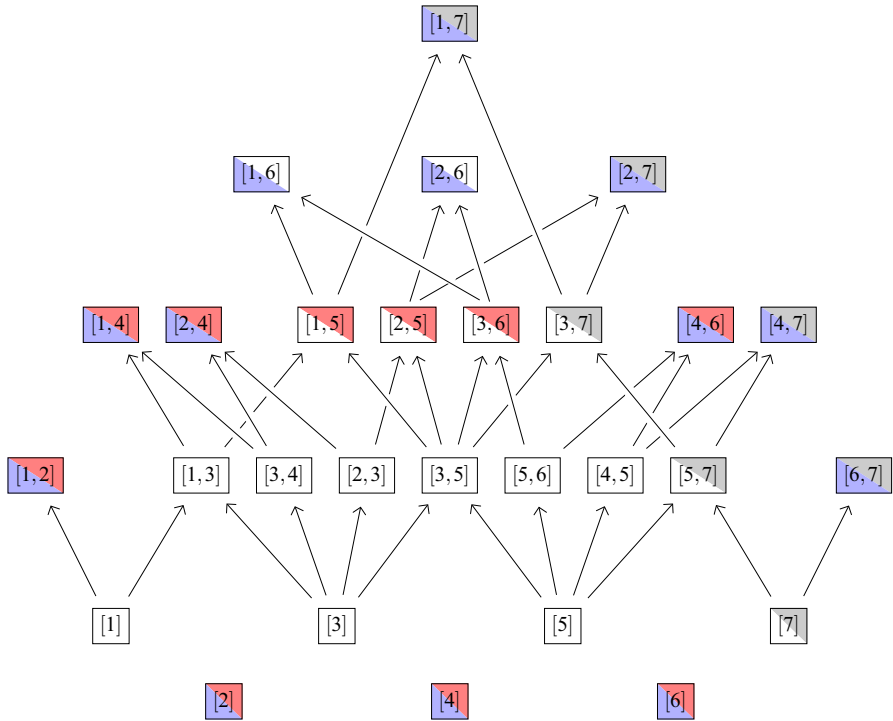 [1, 7]
[1, 6] [2, 6] [2, 7]
[1, 4] [2, 4] [1, 5] [2, 5] [3, 6] [3, 7] [4, 6] [4, 7]
[1, 2] [1, 3] [3, 4] [2, 3] [3, 5] [5, 6] [4, 5] [5, 7] [6, 7]
[1] [3] [5] [7]
[2] [4] [6]